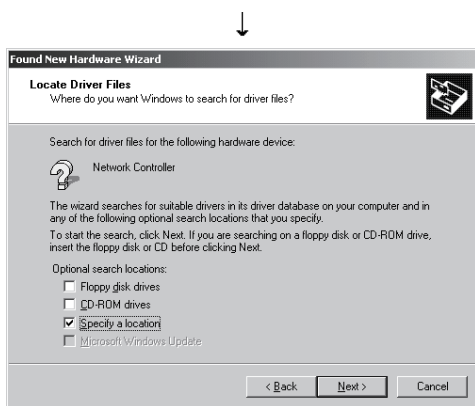 ↓
Found New Hardware Wizard
Locate Driver Files
Where do you want Windows to search for driver files?
Search for driver files for the following hardware device:
Network Controller
The wizard searches for suitable drivers in its driver database on your computer and in
any of the following optional search locations that you specify.
To start the search, click Next. If you are searching on a floppy disk or CD-ROM drive,
insert the floppy disk or CD before clicking Next.
Optional search locations:
Floppy disk drives
CD-ROM drives
Specify a location
Microsoft Windows Update
< Back Next > Cancel